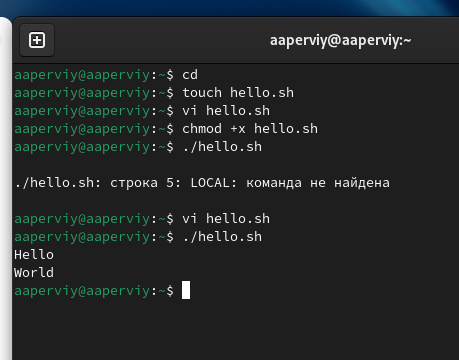 aaperviy@aaperviy:~
aaperviy@aaperviy:~$ cd
aaperviy@aaperviy:~$ touch hello.sh
aaperviy@aaperviy:~$ vi hello.sh
aaperviy@aaperviy:~$ chmod +x hello.sh
aaperviy@aaperviy:~$ ./hello.sh
./hello.sh: строка 5: LOCAL: команда не найдена
aaperviy@aaperviy:~$ vi hello.sh
aaperviy@aaperviy:~$ ./hello.sh
Hello
World
aaperviy@aaperviy:~$